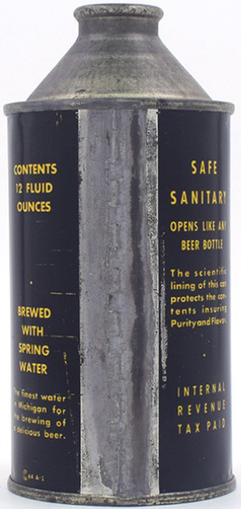 CONTENTS
12 FLUID
OUNCES
BREWED
WITH
SPRING
WATER
The finest water
in Michigan for
the brewing of
a delicious beer.
SAFE
SANITARY
OPENS LIKE ANY
BEER BOTTLE
The scientific
lining of this can
protects the con-
tents insuring
Purity and Flavor.
INTERNAL
REVENUE
TAX PAID